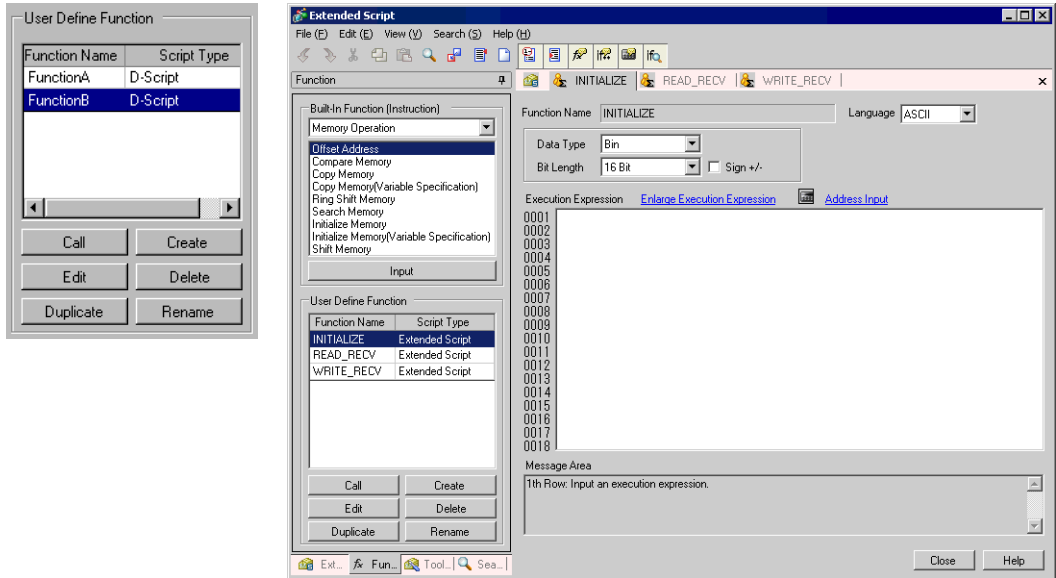 User Define Function
Function Name Script Type
FunctionA D-Script
FunctionB D-Script
Call Create
Edit Delete
Duplicate Rename
Extended Script
File (F) Edit (E) View (V) Search (S) Help (H)
Function
INITIALIZE READ_RECV WRITE_RECV
Built-In Function (Instruction)
Memory Operation
Offset Address
Compare Memory
Copy Memory
Copy Memory(Variable Specification)
Ring Shift Memory
Search Memory
Initialize Memory
Initialize Memory(Variable Specification)
Shift Memory
Input
User Define Function
Function Name Script Type
INITIALIZE Extended Script
READ_RECV Extended Script
WRITE_RECV Extended Script
Call Create
Edit Delete
Duplicate Rename
Ext... Fun... Tool... Sea...
Function Name INITIALIZE Language ASCII
Data Type Bin
Bit Length 16 Bit Sign +/-
Execution Expression Enlarge Execution Expression Address Input
0001
0002
0003
0004
0005
0006
0007
0008
0009
0010
0011
0012
0013
0014
0015
0016
0017
0018
Message Area
1th Row: Input an execution expression.
Close Help